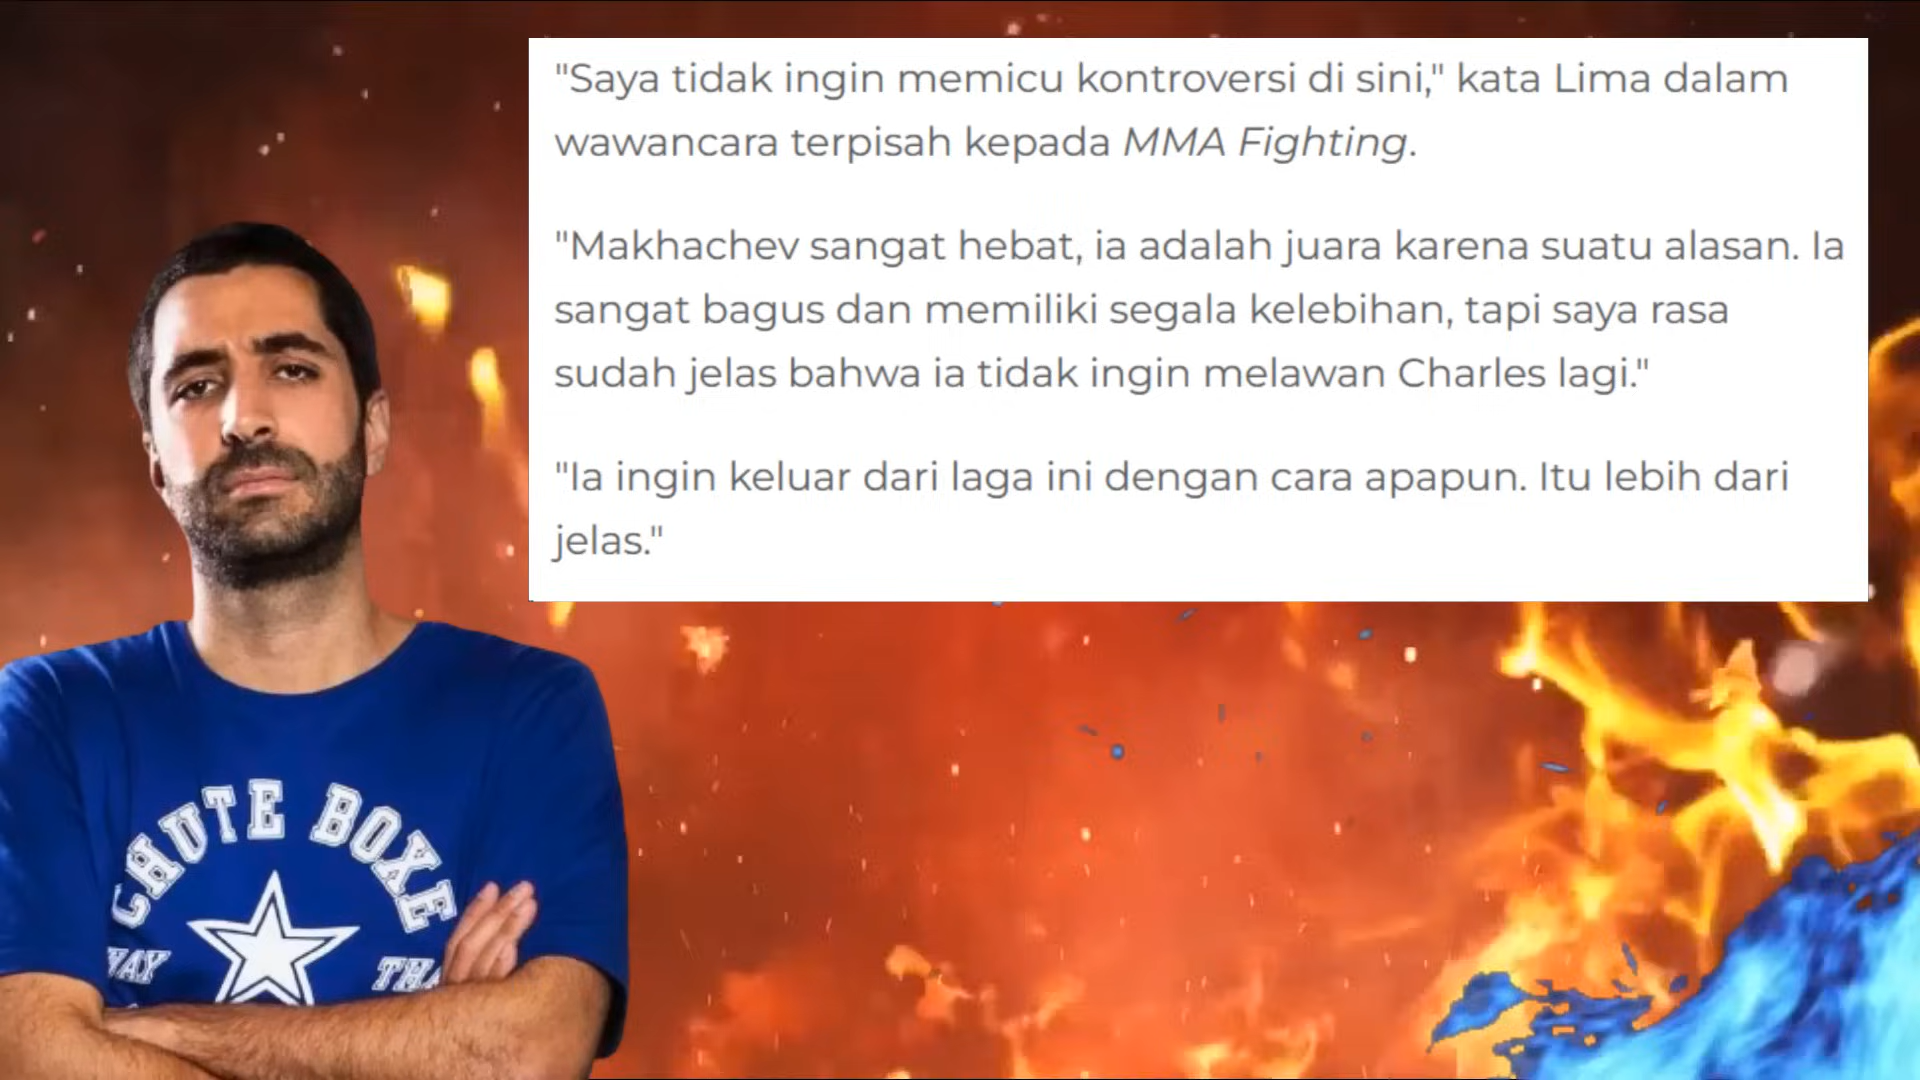 "Saya tidak ingin memicu kontroversi di sini," kata Lima dalam
wawancara terpisah kepada MMA Fighting.
"Makhachev sangat hebat, ia adalah juara karena suatu alasan. Ia
sangat bagus dan memiliki segala kelebihan, tapi saya rasa
sudah jelas bahwa ia tidak ingin melawan Charles lagi."
"Ia ingin keluar dari laga ini dengan cara apapun. Itu lebih dari
jelas."
CHUTE BOXE